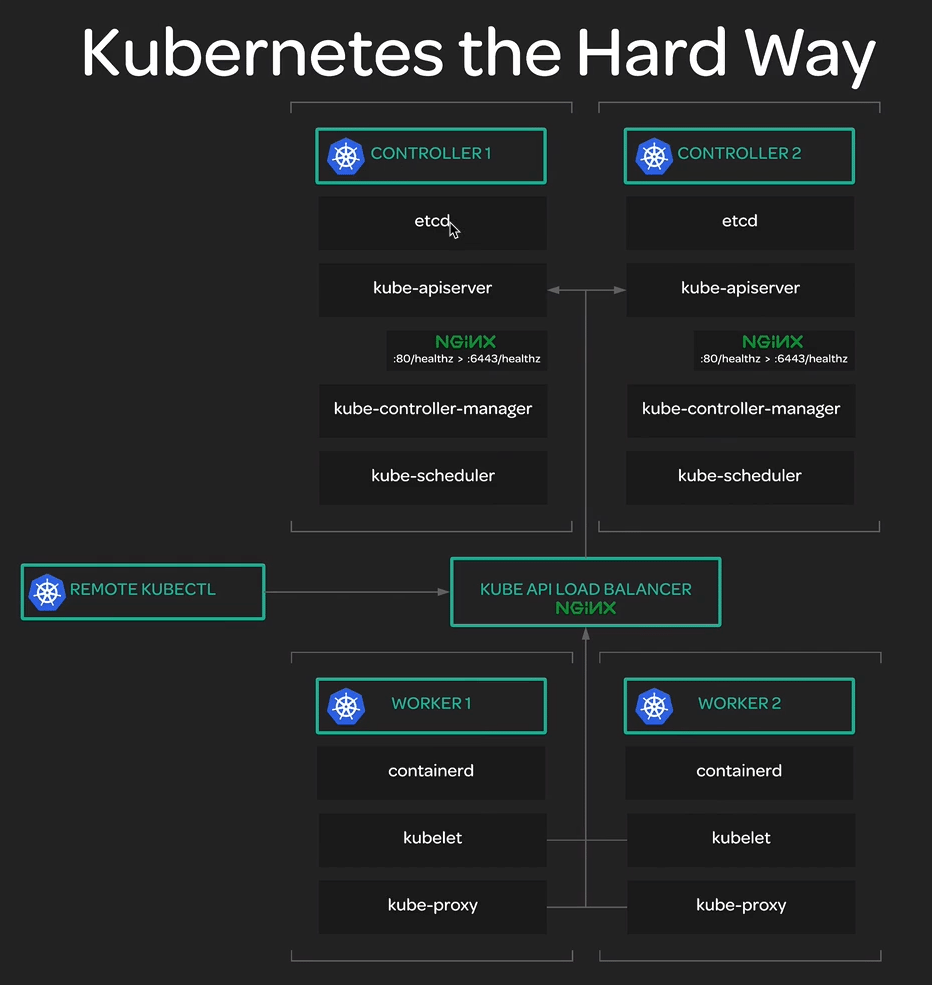 Kubernetes the Hard Way
CONTROLLER 1
etcd
kube-apiserver
NGINX
:80/healthz > :6443/healthz
kube-controller-manager
kube-scheduler
CONTROLLER 2
etcd
kube-apiserver
NGINX
:80/healthz > :6443/healthz
kube-controller-manager
kube-scheduler
REMOTE KUBECTL
KUBE API LOAD BALANCER
NGINX
WORKER 1
containerd
kubelet
kube-proxy
WORKER 2
containerd
kubelet
kube-proxy